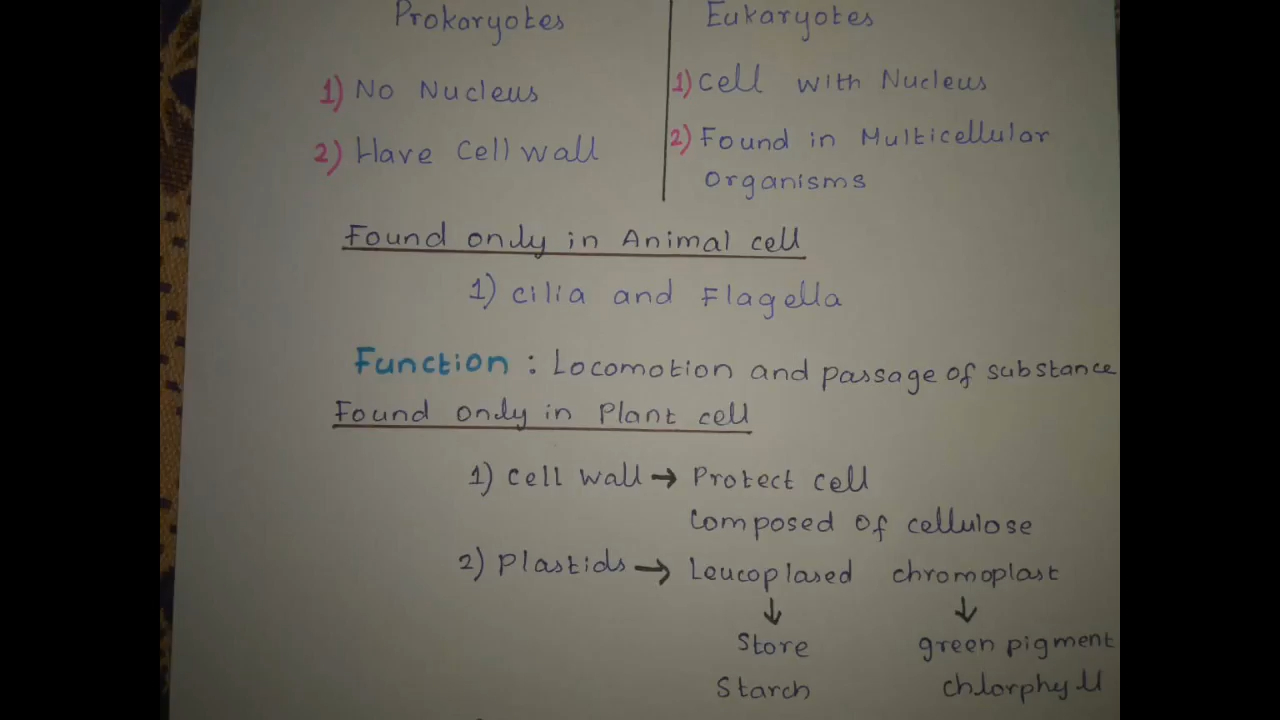 Prokaryotes
Eukaryotes
1) No Nucleus
2) Have Cell wall
1) Cell with Nucleus
2) Found in Multicellular
Organisms
Found only in Animal cell
1) cilia and Flagella
Function : Locomotion and passage of substance
Found only in Plant cell
1) Cell wall → Protect cell
Composed of cellulose
2) Plastids → Leucoplased chromoplast
↓ ↓
Store green pigment
Starch chlorphyll